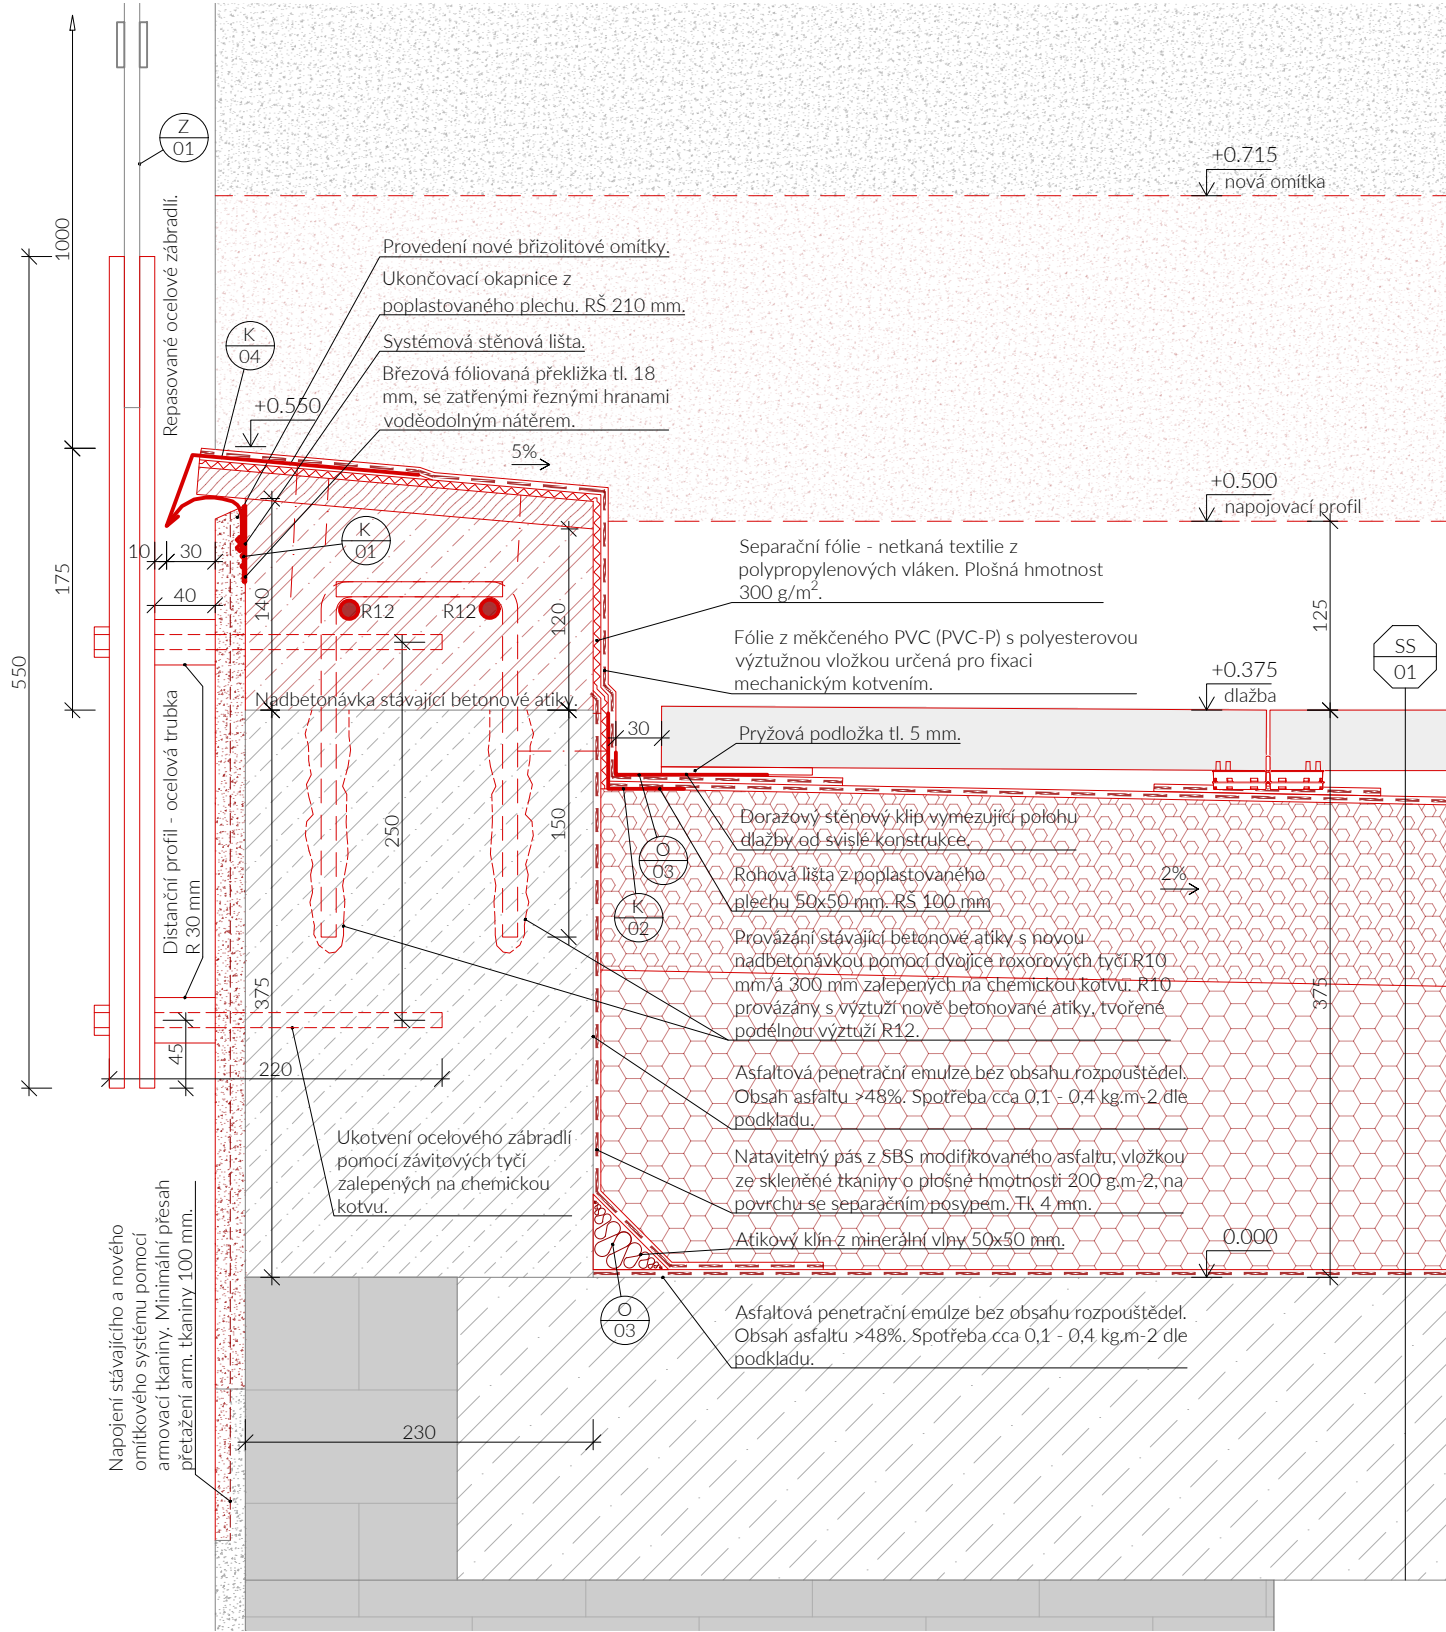 Z
01
+0.715
nová omítka
1000
Repasované ocelové zábradlí.
Provedení nové břizolitové omítky.
Ukončovací okapnice z
poplastovaného plechu. RŠ 210 mm.
Systémová stěnová lišta.
Březová fóliovaná překližka tl. 18
mm, se zatřenými řeznými hranami
voděodolným nátěrem.
K
04
+0.550
5%
+0.500
napojovací profil
K
01
10
30
40
175
140
R12
R12
120
Separační fólie - netkaná textilie z
polypropylenových vláken. Plošná hmotnost
300 g/m².
125
Fólie z měkčeného PVC (PVC-P) s polyesterovou
výztužnou vložkou určená pro fixaci
mechanickým kotvením.
SS
01
+0.375
dlažba
550
Nadbetonávka stávající betonové atiky.
30
Pryžová podložka tl. 5 mm.
Distanční profil - ocelová trubka
R 30 mm
250
150
Dorazový stěnový klip vymezující polohu
dlažby od svislé konstrukce.
O
03
Rohová lišta z poplastovaného
plechu 50x50 mm. RŠ 100 mm
2%
K
02
Provázání stávající betonové atiky s novou
nadbetonávkou pomocí dvojice roxorových tyčí R10
mm/á 300 mm zalepených na chemickou kotvu. R10
provázány s výztuží nově betonované atiky, tvořené
podélnou výztuží R12.
375
375
45
220
Asfaltová penetrační emulze bez obsahu rozpouštědel.
Obsah asfaltu >48%. Spotřeba cca 0,1 - 0,4 kg.m-2 dle
podkladu.
Ukotvení ocelového zábradlí
pomocí závitových tyčí
zalepených na chemickou
kotvu.
Natavitelný pás z SBS modifikovaného asfaltu, vložkou
ze skleněné tkaniny o plošné hmotnosti 200 g.m-2, na
povrchu se separačním posypem. Tl. 4 mm.
Atikový klín z minerální vlny 50x50 mm.
0.000
Napojení stávajícího a nového
omítkového systému pomocí
armovací tkaniny. Minimální přesah
přetažení arm. tkaniny 100 mm.
O
03
Asfaltová penetrační emulze bez obsahu rozpouštědel.
Obsah asfaltu >48%. Spotřeba cca 0,1 - 0,4 kg.m-2 dle
podkladu.
230